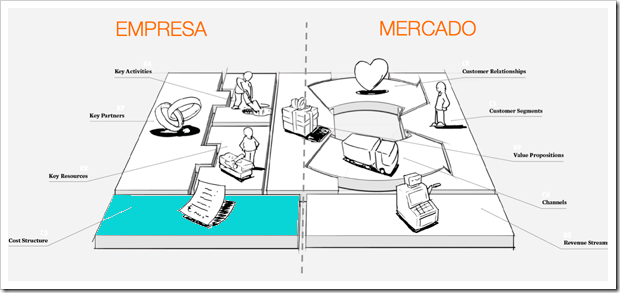 EMPRESA
MERCADO
Key Activities
Customer Relationships
Key Partners
Customer Segments
Value Propositions
Key Resources
Channels
Cost Structure
Revenue Stream